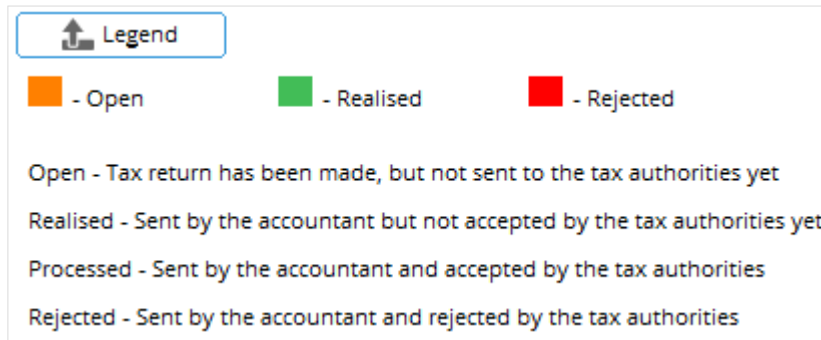 Legend
- Open - Realised - Rejected
Open - Tax return has been made, but not sent to the tax authorities yet
Realised - Sent by the accountant but not accepted by the tax authorities yet
Processed - Sent by the accountant and accepted by the tax authorities
Rejected - Sent by the accountant and rejected by the tax authorities